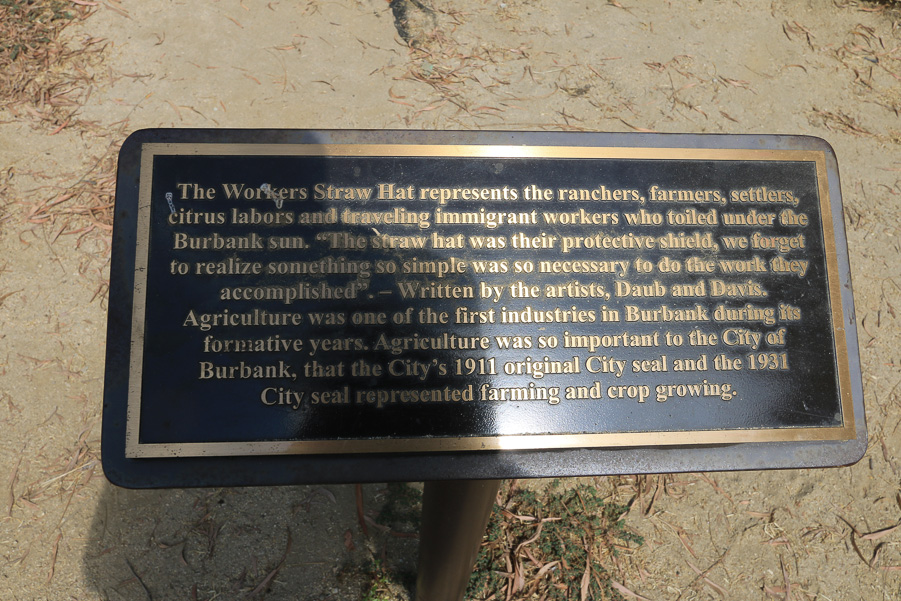 The Workers Straw Hat represents the ranchers, farmers, settlers,
citrus labors and traveling immigrant workers who toiled under the
Burbank sun. "The straw hat was their protective shield, we forget
to realize something so simple was so necessary to do the work they
accomplished". – Written by the artists, Daub and Davis.
Agriculture was one of the first industries in Burbank during its
formative years. Agriculture was so important to the City of
Burbank, that the City's 1911 original City seal and the 1931
City seal represented farming and crop growing.